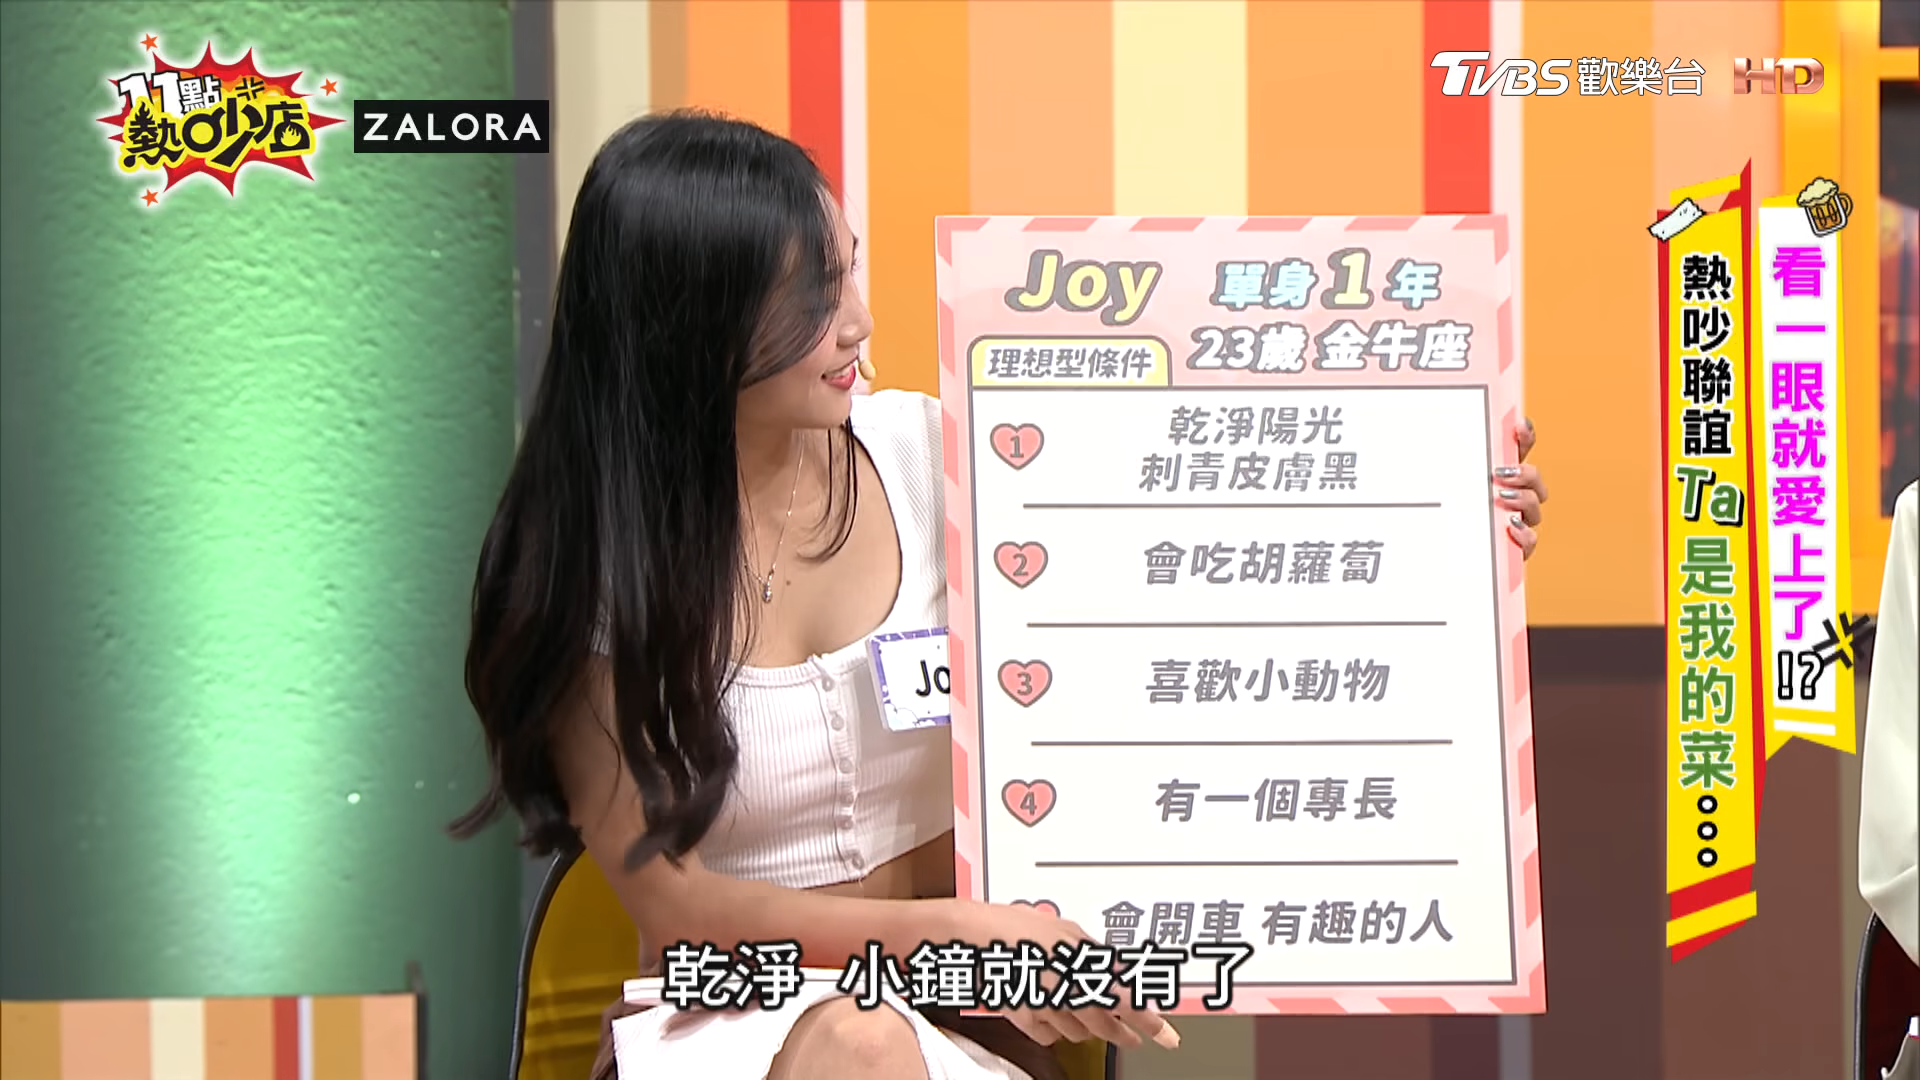 11點
熱吵店
ZALORA
TVBS歡樂台 HD
看一眼就愛上了!?
熱吵聯誼Ta是我的菜...
Joy 單身1年
23歲 金牛座
理想型條件
1 乾淨陽光
刺青皮膚黑
2 會吃胡蘿蔔
3 喜歡小動物
4 有一個專長
會開車 有趣的人
Jo
乾淨 小鐘就沒有了